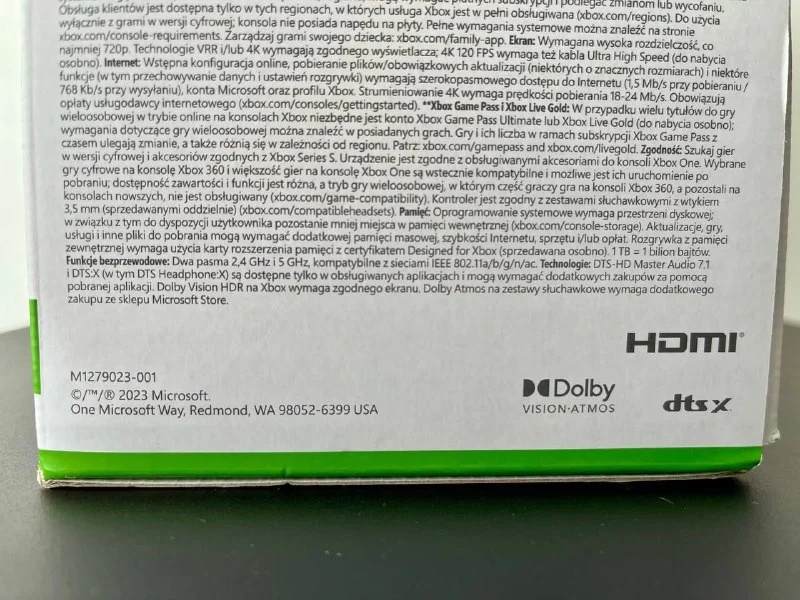 Obsługa klientów jest dostępna tylko w tych regionach, w których usługa Xbox jest w pełni obsługiwana (xbox.com/regions). Do użycia
wyłącznie z grami w wersji cyfrowej; konsola nie posiada napędu na płyty. Pełne wymagania systemowe można znaleźć na stronie
xbox.com/console-requirements. Zarządzaj grami swojego dziecka: xbox.com/family-app. Ekran: Wymagana wysoka rozdzielczość, co
najmniej 720p. Technologie VRR i/lub 4K wymagają zgodnego wyświetlacza; 4K 120 FPS wymaga też kabla Ultra High Speed (do nabycia
osobno). Internet: Wstępna konfiguracja online, pobieranie plików/obowiązkowych aktualizacji (niektórych o znacznych rozmiarach) i niektóre
funkcje (w tym przechowywanie danych i ustawień rozgrywki) wymagają szerokopasmowego dostępu do Internetu (1,5 Mb/s przy pobieraniu /
768 Kb/s przy wysyłaniu), konta Microsoft oraz profilu Xbox. Strumieniowanie 4K wymaga prędkości pobierania 18-24 Mb/s. Obowiązują
opłaty usługodawcy internetowego (xbox.com/consoles/gettingstarted). **Xbox Game Pass i Xbox Live Gold: W przypadku wielu tytułów do gry
wieloosobowej w trybie online na konsolach Xbox niezbędne jest konto Xbox Game Pass Ultimate lub Xbox Live Gold (do nabycia osobno);
wymagania dotyczące gry wieloosobowej można znaleźć w posiadanych grach. Gry i ich liczba w ramach subskrypcji Xbox Game Pass z
czasem ulegają zmianie, a także różnią się w zależności od regionu. Patrz: xbox.com/gamepass and xbox.com/livegold. Zgodność: Szukaj gier
w wersji cyfrowej i akcesoriów zgodnych z Xbox Series S. Urządzenie jest zgodne z obsługiwanymi akcesoriami do konsoli Xbox One. Wybrane
gry cyfrowe na konsolę Xbox 360 i większość gier na konsolę Xbox One są wstecznie kompatybilne i możliwe jest ich uruchomienie po
pobraniu; dostępność zawartości i funkcji jest różna, a tryb gry wieloosobowej, w którym część graczy gra na konsoli Xbox 360, a pozostali na
konsolach nowszych, nie jest obsługiwany (xbox.com/game-compatibility). Kontroler jest zgodny z zestawami słuchawkowymi z wtykiem
3,5 mm (sprzedawanymi oddzielnie) (xbox.com/compatibleheadsets). Pamięć: Oprogramowanie systemowe wymaga przestrzeni dyskowej;
w związku z tym do dyspozycji użytkownika pozostanie mniej miejsca w pamięci wewnętrznej (xbox.com/console-storage). Aktualizacje, gry,
usługi i inne pliki do pobrania mogą wymagać dodatkowej pamięci masowej, szybkości Internetu, sprzętu i/lub opłat. Rozgrywka z pamięci
zewnętrznej wymaga użycia karty rozszerzenia pamięci z certyfikatem Designed for Xbox (sprzedawana osobno). 1 TB = 1 bilion bajtów.
Funkcje bezprzewodowe: Dwa pasma 2,4 GHz i 5 GHz, kompatybilne z sieciami IEEE 802.11a/b/g/n/ac. Technologie: DTS-HD Master Audio 7.1
i DTS:X (w tym DTS Headphone:X) są dostępne tylko w obsługiwanych aplikacjach i mogą wymagać dodatkowych zakupów za pomocą
pobranej aplikacji. Dolby Vision HDR na Xbox wymaga zgodnego ekranu. Dolby Atmos na zestawy słuchawkowe wymaga dodatkowego
zakupu ze sklepu Microsoft Store.
HDMI®
M1279023-001
©/™/® 2023 Microsoft.
One Microsoft Way, Redmond, WA 98052-6399 USA
Dolby
VISION·ATMOS
dts X